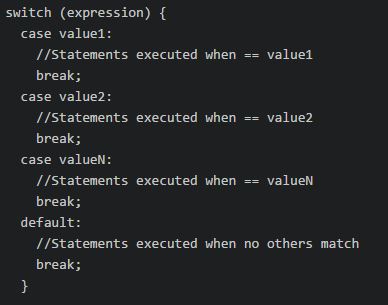 switch (expression) {
  case value1:
    //Statements executed when == value1
    break;
  case value2:
    //Statements executed when == value2
    break;
  case valueN:
    //Statements executed when == valueN
    break;
  default:
    //Statements executed when no others match
    break;
  }